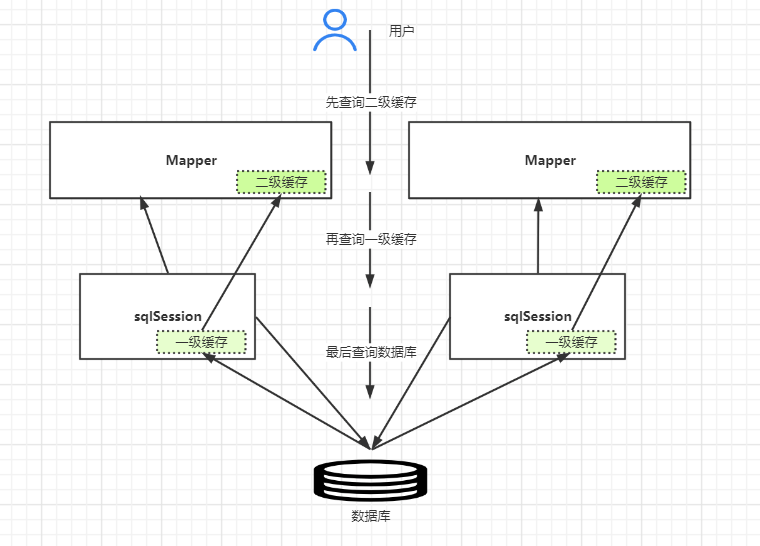 用户
先查询二级缓存
Mapper
二级缓存
Mapper
二级缓存
再查询一级缓存
sqlSession
一级缓存
sqlSession
一级缓存
最后查询数据库
数据库